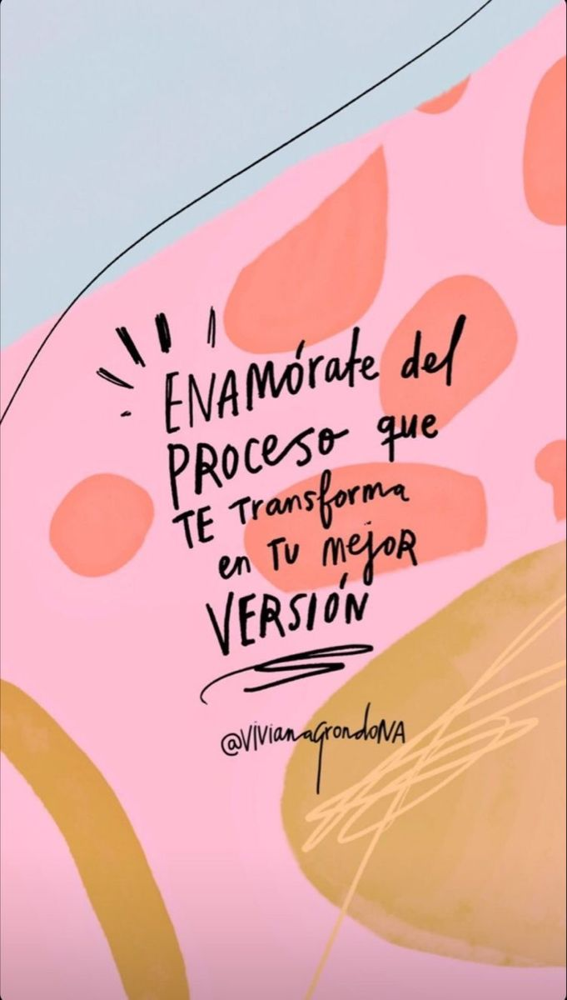 ENAMÓrate del
PROCESO que
TE Transforma
en TU MejoR
VERSIÓN
@VivianagrondoNA